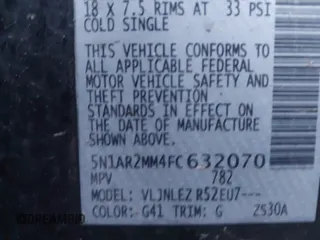 18 X 7.5 RIMS AT 33 PSI
COLD SINGLE
THIS VEHICLE CONFORMS TO
ALL APPLICABLE FEDERAL
MOTOR VEHICLE SAFETY AND
THEFT PREVENTION
STANDARDS IN EFFECT ON
THE DATE OF MANUFACTURE
SHOWN ABOVE.
5N1AR2MM4FC632070
MPV 782
MODEL: VLJNLEZ R52EU7---
COLOR: G41 TRIM: G 2530A